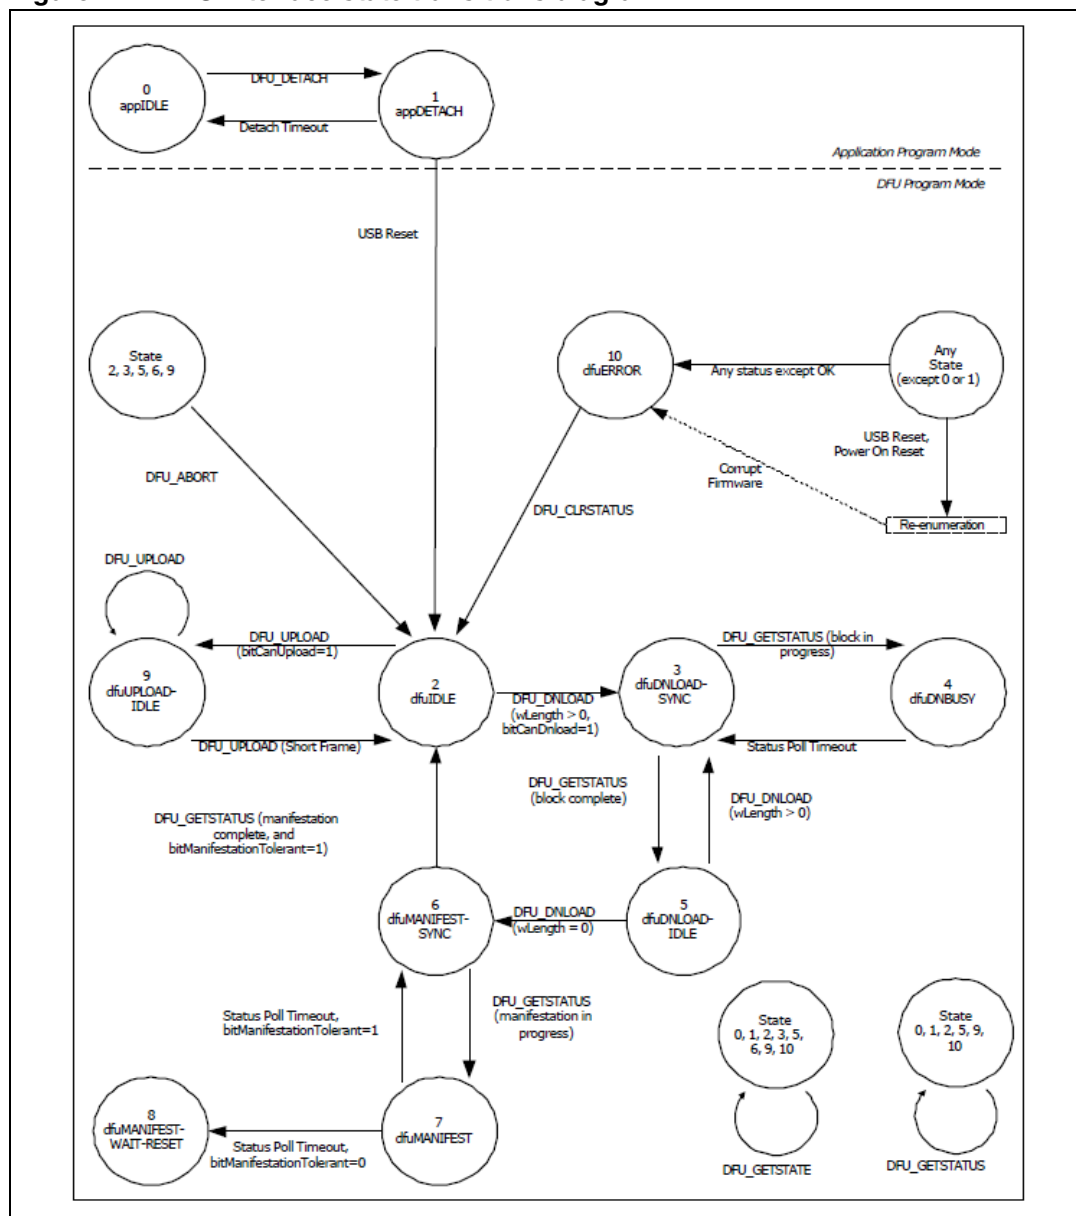 0
appIDLE
DFU_DETACH
Detach Timeout
1
appDETACH
Application Program Mode
DFU Program Mode
USB Reset
State
2, 3, 5, 6, 9
10
dfuERROR
Any status except OK
Any
State
(except 0 or 1)
USB Reset,
Power On Reset
Corrupt
Firmware
Re-enumeration
DFU_ABORT
DFU_CLRSTATUS
DFU_UPLOAD
DFU_UPLOAD
(bitCanUpload=1)
9
dfuUPLOAD-
IDLE
DFU_UPLOAD (Short Frame)
2
dfuIDLE
DFU_DNLOAD
(wLength > 0,
bitCanDnload=1)
3
dfuDNLOAD-
SYNC
DFU_GETSTATUS (block in
progress)
4
dfuDNBUSY
Status Poll Timeout
DFU_GETSTATUS
(block complete)
DFU_DNLOAD
(wLength > 0)
DFU_GETSTATUS (manifestation
complete, and
bitManifestationTolerant=1)
6
dfuMANIFEST-
SYNC
DFU_DNLOAD
(wLength = 0)
5
dfuDNLOAD-
IDLE
Status Poll Timeout,
bitManifestationTolerant=1
DFU_GETSTATUS
(manifestation in
progress)
State
0, 1, 2, 3, 5,
6, 9, 10
DFU_GETSTATE
State
0, 1, 2, 5, 9,
10
DFU_GETSTATUS
8
dfuMANIFEST-
WAIT-RESET
Status Poll Timeout,
bitManifestationTolerant=0
7
dfuMANIFEST